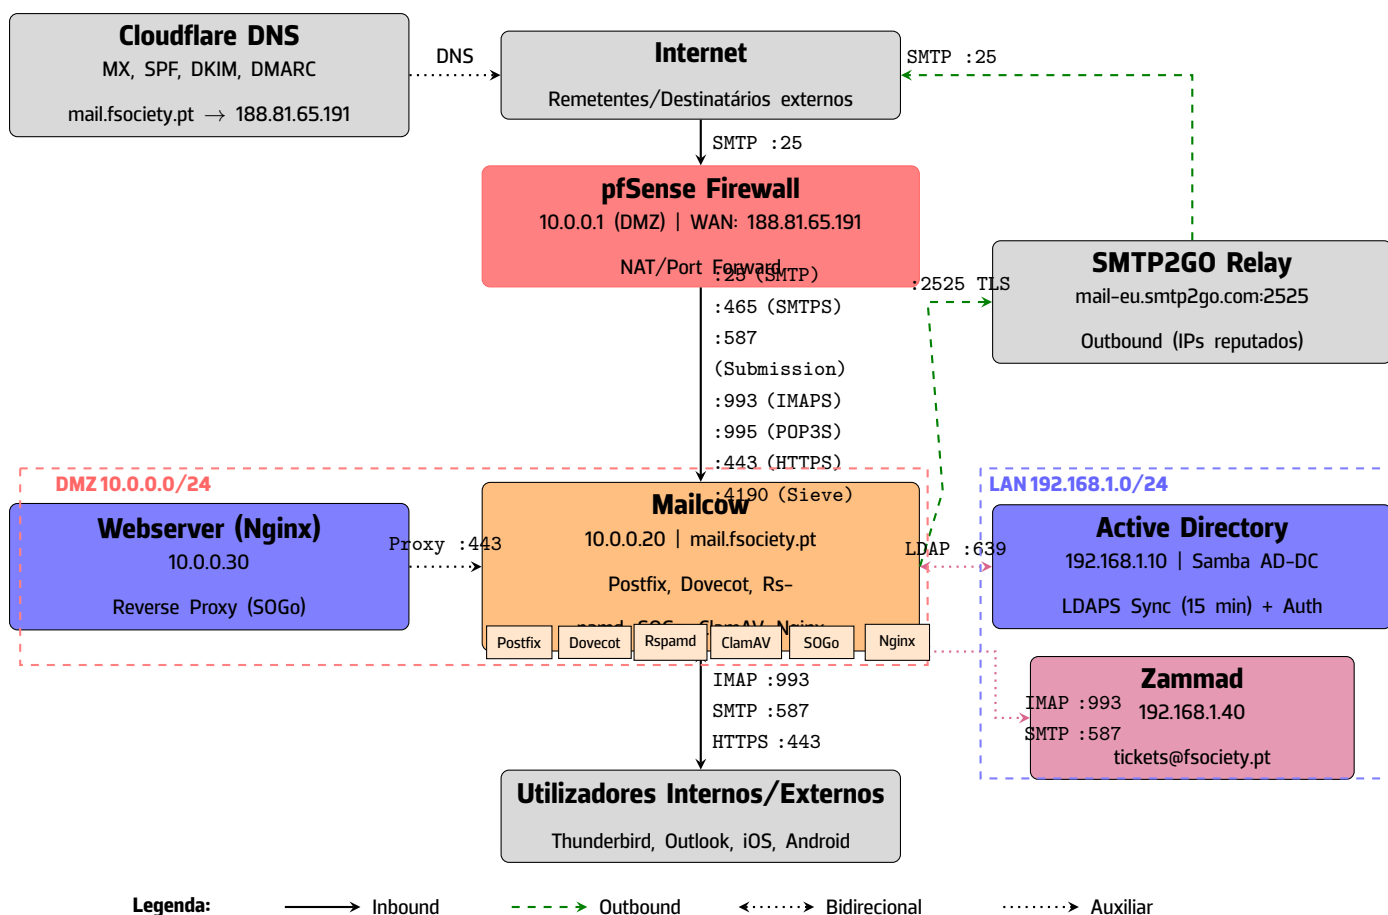 Cloudflare DNS
MX, SPF, DKIM, DMARC
mail.fsociety.pt → 188.81.65.191
DNS
Internet
Remetentes/Destinatários externos
SMTP :25
SMTP :25
pfSense Firewall
10.0.0.1 (DMZ) | WAN: 188.81.65.191
NAT/Port Forward
:25 (SMTP)
:465 (SMTPS)
:587
(Submission)
:993 (IMAPS)
:995 (POP3S)
:443 (HTTPS)
:4190 (Sieve)
:2525 TLS
SMTP2GO Relay
mail-eu.smtp2go.com:2525
Outbound (IPs reputados)
DMZ 10.0.0.0/24
Webserver (Nginx)
10.0.0.30
Reverse Proxy (SOGo)
Proxy :443
Mailcow
10.0.0.20 | mail.fsociety.pt
Postfix, Dovecot, Rs-
pamd, SOGo, ClamAV, Nginx
Postfix
Dovecot
Rspamd
ClamAV
SOGo
Nginx
LDAP :639
LAN 192.168.1.0/24
Active Directory
192.168.1.10 | Samba AD-DC
LDAPS Sync (15 min) + Auth
Zammad
192.168.1.40
tickets@fsociety.pt
IMAP :993
SMTP :587
IMAP :993
SMTP :587
HTTPS :443
Utilizadores Internos/Externos
Thunderbird, Outlook, iOS, Android
Legenda:
Inbound
Outbound
Bidirecional
Auxiliar